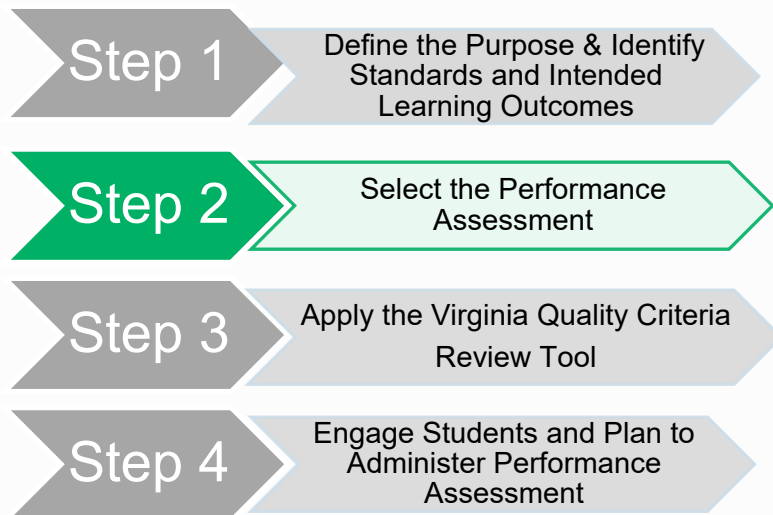 Step 1
Define the Purpose & Identify
Standards and Intended
Learning Outcomes
Step 2
Select the Performance
Assessment
Step 3
Apply the Virginia Quality Criteria
Review Tool
Step 4
Engage Students and Plan to
Administer Performance
Assessment